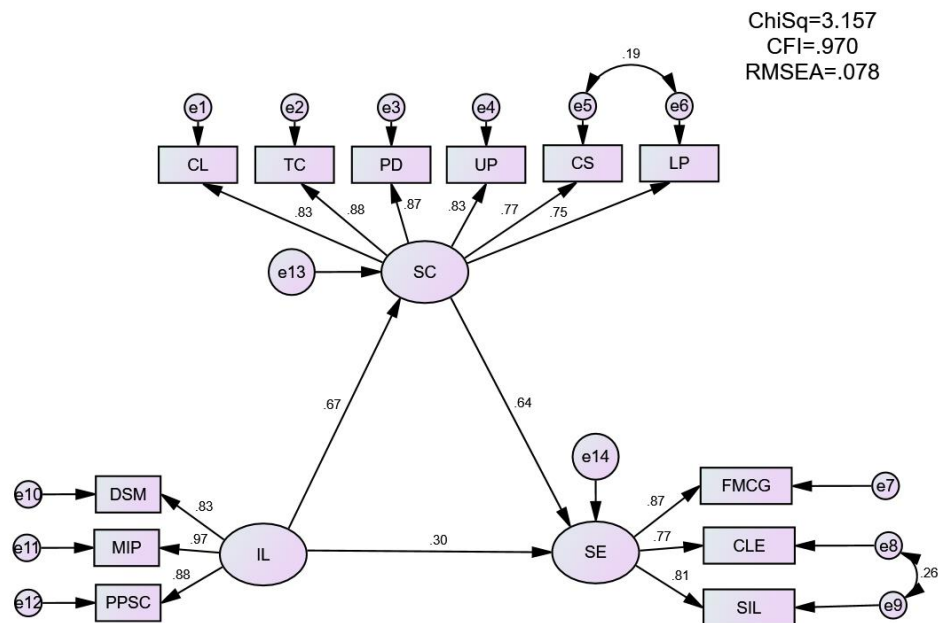 ChiSq=3.157
CFI=.970
RMSEA=.078
.19
e1 e2 e3 e4 e5 e6
CL TC PD UP CS LP
.83 .88 .87 .83 .77 .75
e13 SC
.67 .64
e14
e10 DSM .83
FMCG e7
.87
e11 MIP .97
IL .30 SE
.77 CLE e8
.88 .81 .26
e12 PPSC
SIL e9